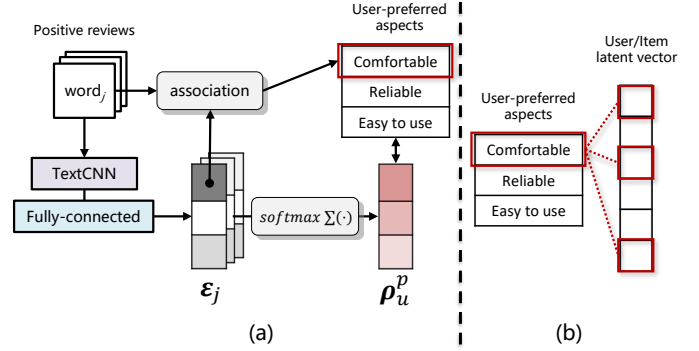 Positive reviews
word_j
association
TextCNN
Fully-connected
ε_j
softmax Σ(·)
User-preferred
aspects
Comfortable
Reliable
Easy to use
ρ_u^p
(a)
User-preferred
aspects
Comfortable
Reliable
Easy to use
User/Item
latent vector
(b)